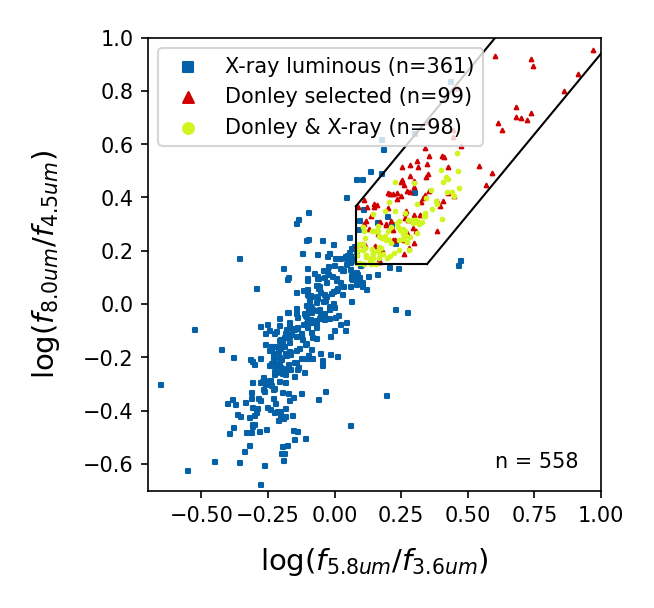 X-ray luminous (n=361)
Donley selected (n=99)
Donley & X-ray (n=98)
1.0
0.8
0.6
0.4
0.2
0.0
−0.2
−0.4
−0.6
log(f8.0um/f4.5um)
n = 558
−0.50 −0.25 0.00 0.25 0.50 0.75 1.00
log(f5.8um/f3.6um)